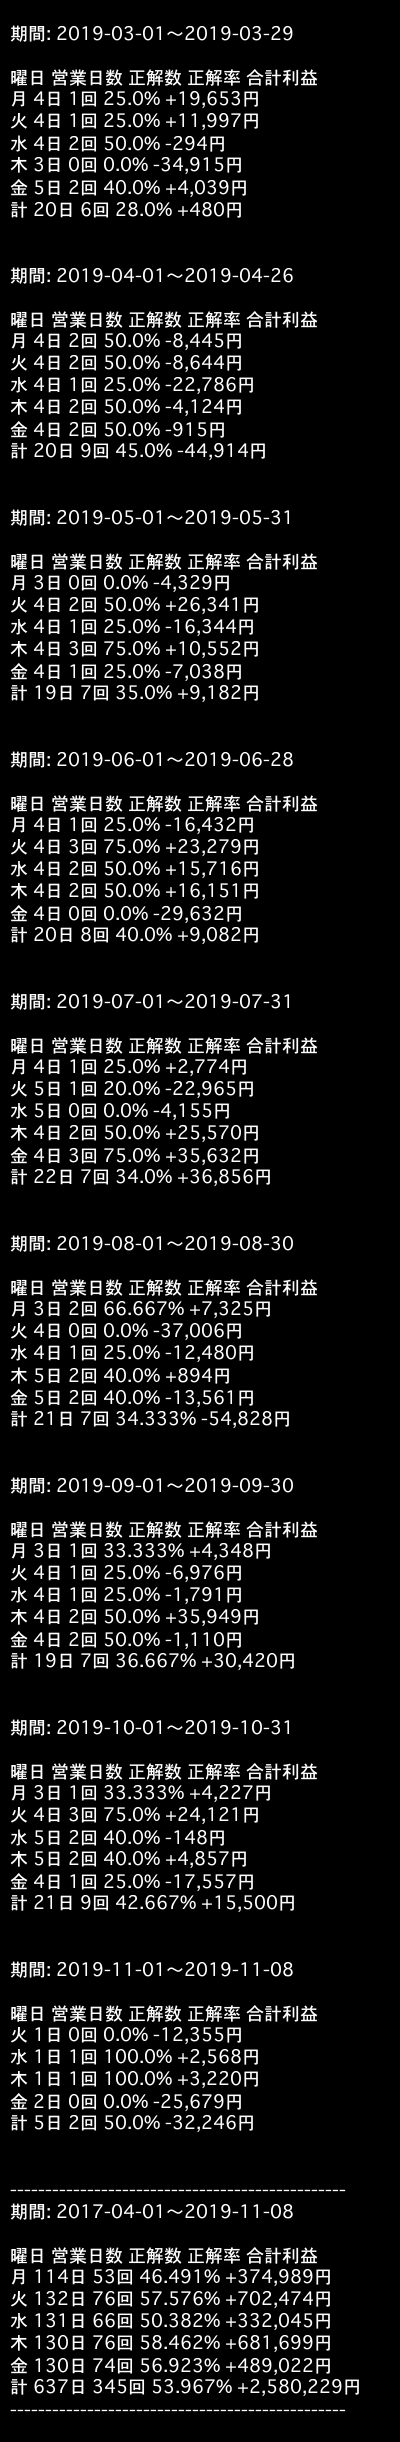 期間: 2019-03-01〜2019-03-29
曜日 営業日数 正解数 正解率 合計利益
月 4日 1回 25.0% +19,653円
火 4日 1回 25.0% +11,997円
水 4日 2回 50.0% -294円
木 3日 0回 0.0% -34,915円
金 5日 2回 40.0% +4,039円
計 20日 6回 28.0% +480円
期間: 2019-04-01〜2019-04-26
曜日 営業日数 正解数 正解率 合計利益
月 4日 2回 50.0% -8,445円
火 4日 2回 50.0% -8,644円
水 4日 1回 25.0% -22,786円
木 4日 2回 50.0% -4,124円
金 4日 2回 50.0% -915円
計 20日 9回 45.0% -44,914円
期間: 2019-05-01〜2019-05-31
曜日 営業日数 正解数 正解率 合計利益
月 3日 0回 0.0% -4,329円
火 4日 2回 50.0% +26,341円
水 4日 1回 25.0% -16,344円
木 4日 3回 75.0% +10,552円
金 4日 1回 25.0% -7,038円
計 19日 7回 35.0% +9,182円
期間: 2019-06-01〜2019-06-28
曜日 営業日数 正解数 正解率 合計利益
月 4日 1回 25.0% -16,432円
火 4日 3回 75.0% +23,279円
水 4日 2回 50.0% +15,716円
木 4日 2回 50.0% +16,151円
金 4日 0回 0.0% -29,632円
計 20日 8回 40.0% +9,082円
期間: 2019-07-01〜2019-07-31
曜日 営業日数 正解数 正解率 合計利益
月 4日 1回 25.0% +2,774円
火 5日 1回 20.0% -22,965円
水 5日 0回 0.0% -4,155円
木 4日 2回 50.0% +25,570円
金 4日 3回 75.0% +35,632円
計 22日 7回 34.0% +36,856円
期間: 2019-08-01〜2019-08-30
曜日 営業日数 正解数 正解率 合計利益
月 3日 2回 66.667% +7,325円
火 4日 0回 0.0% -37,006円
水 4日 1回 25.0% -12,480円
木 5日 2回 40.0% +894円
金 5日 2回 40.0% -13,561円
計 21日 7回 34.333% -54,828円
期間: 2019-09-01〜2019-09-30
曜日 営業日数 正解数 正解率 合計利益
月 3日 1回 33.333% +4,348円
火 4日 1回 25.0% -6,976円
水 4日 1回 25.0% -1,791円
木 4日 2回 50.0% +35,949円
金 4日 2回 50.0% -1,110円
計 19日 7回 36.667% +30,420円
期間: 2019-10-01〜2019-10-31
曜日 営業日数 正解数 正解率 合計利益
月 3日 1回 33.333% +4,227円
火 4日 3回 75.0% +24,121円
水 5日 2回 40.0% -148円
木 5日 2回 40.0% +4,857円
金 4日 1回 25.0% -17,557円
計 21日 9回 42.667% +15,500円
期間: 2019-11-01〜2019-11-08
曜日 営業日数 正解数 正解率 合計利益
火 1日 0回 0.0% -12,355円
水 1日 1回 100.0% +2,568円
木 1日 1回 100.0% +3,220円
金 2日 0回 0.0% -25,679円
計 5日 2回 50.0% -32,246円
------------------------------------------------
期間: 2017-04-01〜2019-11-08
曜日 営業日数 正解数 正解率 合計利益
月 114日 53回 46.491% +374,989円
火 132日 76回 57.576% +702,474円
水 131日 66回 50.382% +332,045円
木 130日 76回 58.462% +681,699円
金 130日 74回 56.923% +489,022円
計 637日 345回 53.967% +2,580,229円
------------------------------------------------